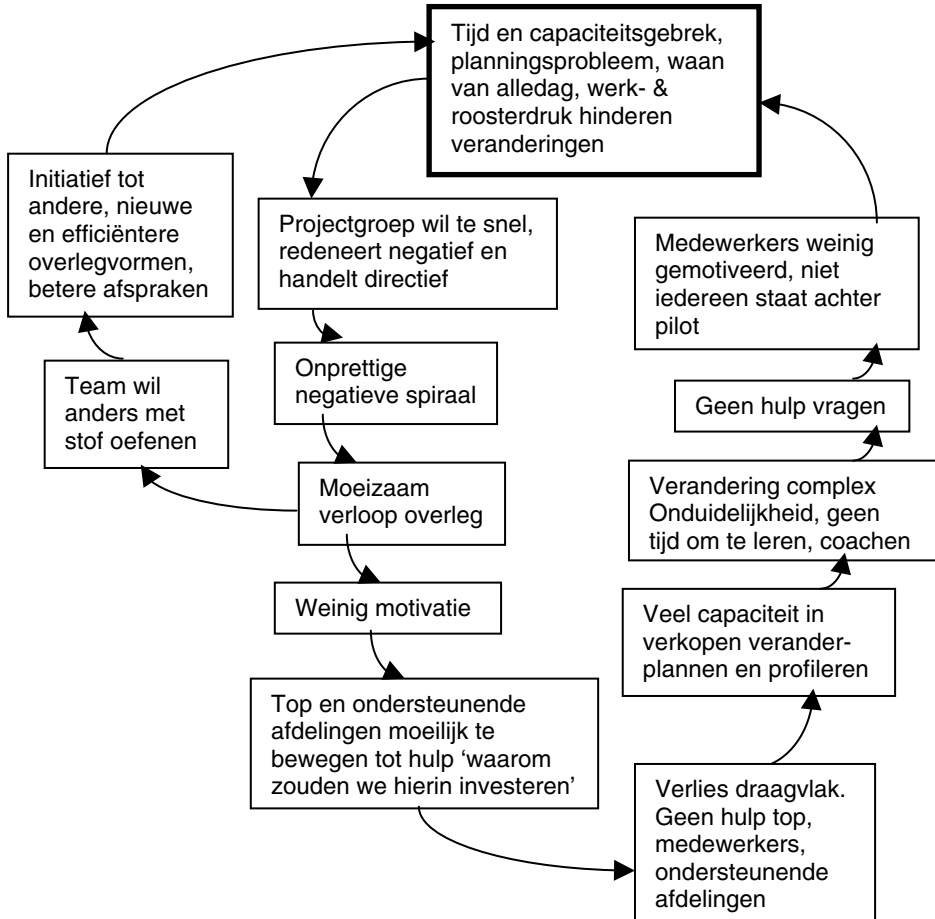 Tijd en capaciteitsgebrek,
planningsprobleem, waan
van alledag, werk- &
roosterdruk hinderen
veranderingen
Initiatief tot
andere, nieuwe
en efficiëntere
overlegvormen,
betere afspraken
Projectgroep wil te snel,
redeneert negatief en
handelt directief
Medewerkers weinig
gemotiveerd, niet
iedereen staat achter
pilot
Onprettige
negatieve spiraal
Team wil
anders met
stof oefenen
Geen hulp vragen
Moeizaam
verloop overleg
Verandering complex
Onduidelijkheid, geen
tijd om te leren, coachen
Weinig motivatie
Veel capaciteit in
verkopen verander-
plannen en profileren
Top en ondersteunende
afdelingen moeilijk te
bewegen tot hulp ‘waarom
zouden we hierin investeren’
Verlies draagvlak.
Geen hulp top,
medewerkers,
ondersteunende
afdelingen